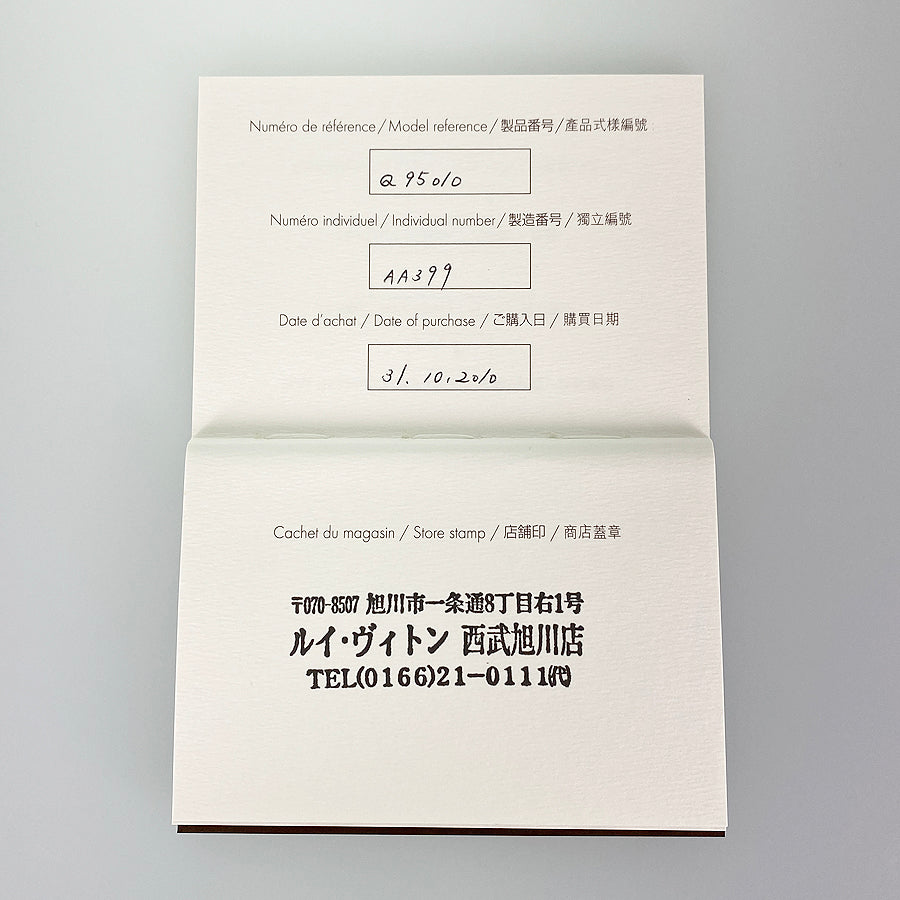 Numéro de référence / Model reference / 製品番号 / 產品式樣編號
Q95010
Numéro individuel / Individual number / 製造番号 / 獨立編號
AA399
Date d'achat / Date of purchase / ご購入日 / 購買日期
31.10.2010
Cachet du magasin / Store stamp / 店舗印 / 商店蓋章
〒070-8507 旭川市一条通8丁目右1号
ルイ・ヴィトン 西武旭川店
TEL(0166)21-0111㈹